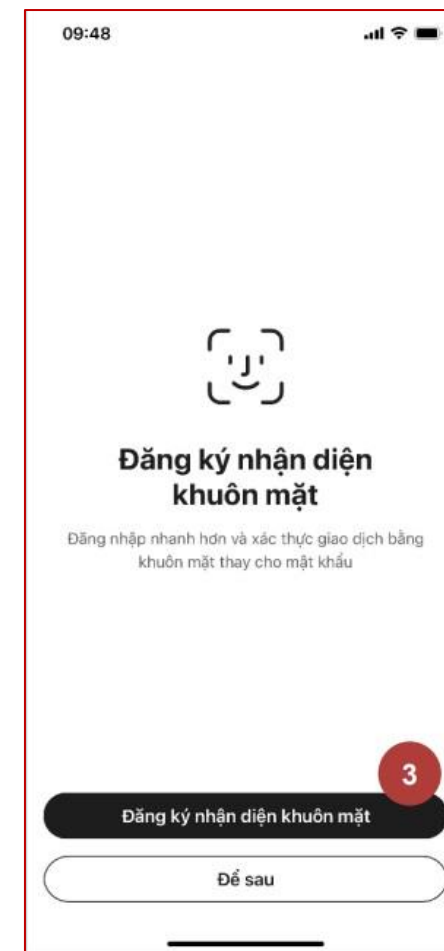 09:48
Đăng ký nhận diện
khuôn mặt
Đăng nhập nhanh hơn và xác thực giao dịch bằng
khuôn mặt thay cho mật khẩu
3
Đăng ký nhận diện khuôn mặt
Để sau